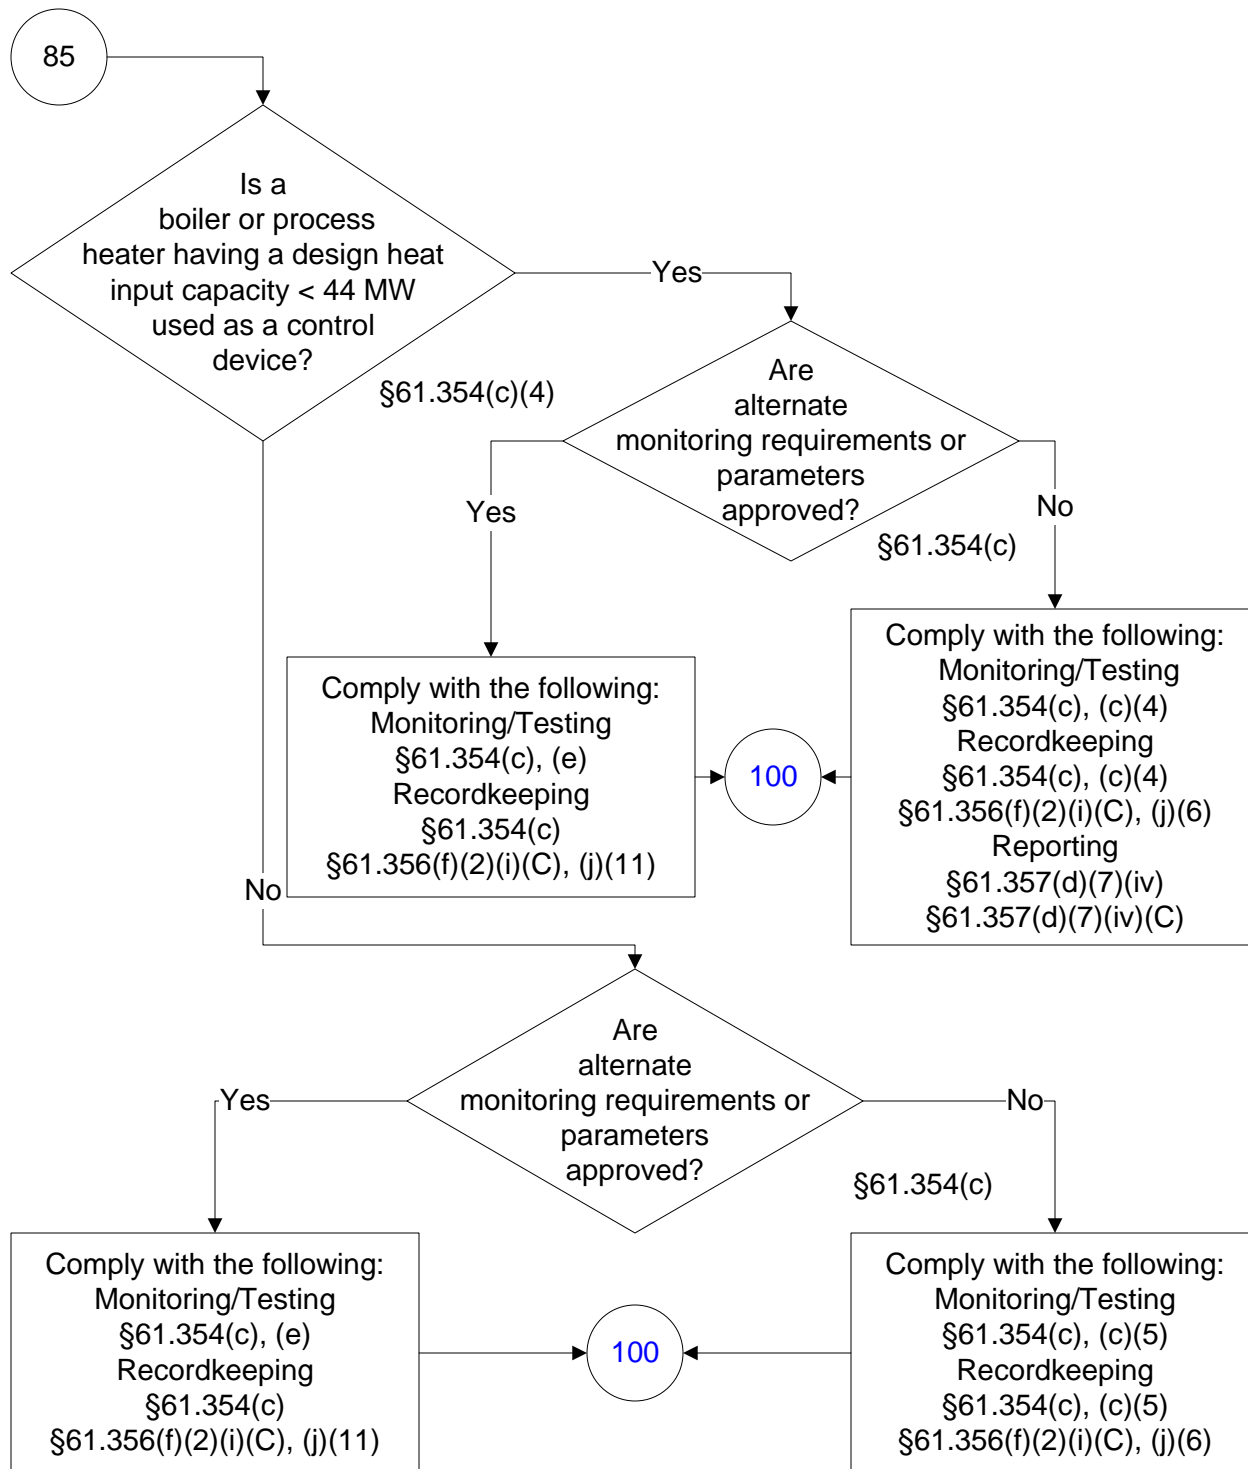 85
Is a
boiler or process
heater having a design heat
input capacity < 44 MW
used as a control
device?
§61.354(c)(4)
Yes
Are
alternate
monitoring requirements or
parameters
approved?
§61.354(c)
Yes
No
Comply with the following:
Monitoring/Testing
§61.354(c), (e)
Recordkeeping
§61.354(c)
§61.356(f)(2)(i)(C), (j)(11)
100
Comply with the following:
Monitoring/Testing
§61.354(c), (c)(4)
Recordkeeping
§61.354(c), (c)(4)
§61.356(f)(2)(i)(C), (j)(6)
Reporting
§61.357(d)(7)(iv)
§61.357(d)(7)(iv)(C)
No
Are
alternate
monitoring requirements or
parameters
approved?
Yes
No
§61.354(c)
Comply with the following:
Monitoring/Testing
§61.354(c), (e)
Recordkeeping
§61.354(c)
§61.356(f)(2)(i)(C), (j)(11)
100
Comply with the following:
Monitoring/Testing
§61.354(c), (c)(5)
Recordkeeping
§61.354(c), (c)(5)
§61.356(f)(2)(i)(C), (j)(6)